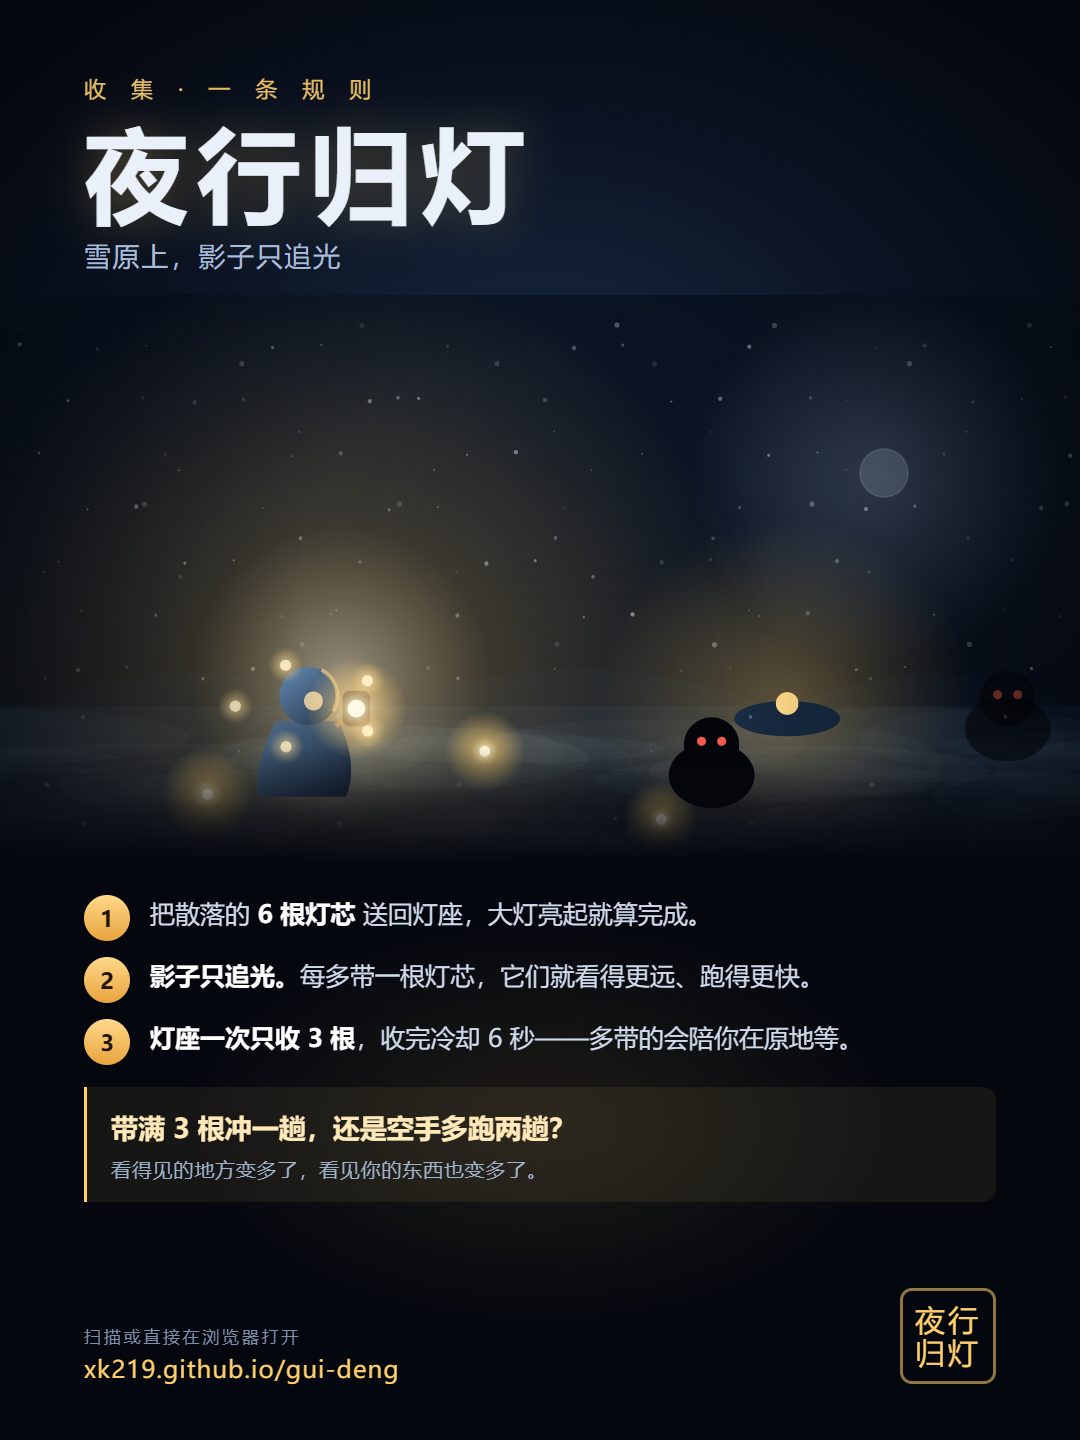 收集·一条规则
夜行归灯
雪原上，影子只追光
1 把散落的 6 根灯芯 送回灯座，大灯亮起就算完成。
2 影子只追光。每多带一根灯芯，它们就看得更远、跑得更快。
3 灯座一次只收 3 根，收完冷却 6 秒——多带的会陪你在原地等。
带满 3 根冲一趟，还是空手多跑两趟？
看得见的地方变多了，看见你的东西也变多了。
扫描或直接在浏览器打开
xk219.github.io/gui-deng
夜行
归灯